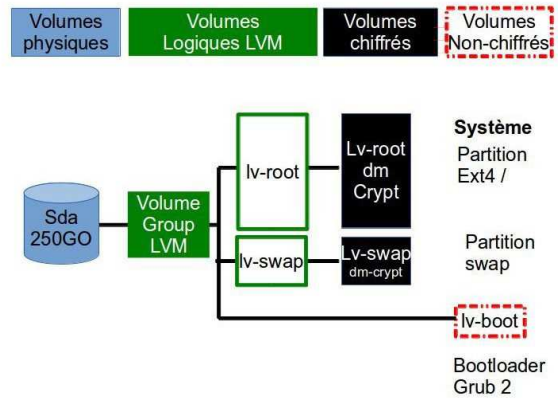 Volumes
physiques
Volumes
Logiques LVM
Volumes
chiffrés
Volumes
Non-chiffrés
Sda
250GO
Volume
Group
LVM
lv-root
Lv-root
dm
Crypt
Système
Partition
Ext4 /
lv-swap
Lv-swap
dm-crypt
Partition
swap
lv-boot
Bootloader
Grub 2